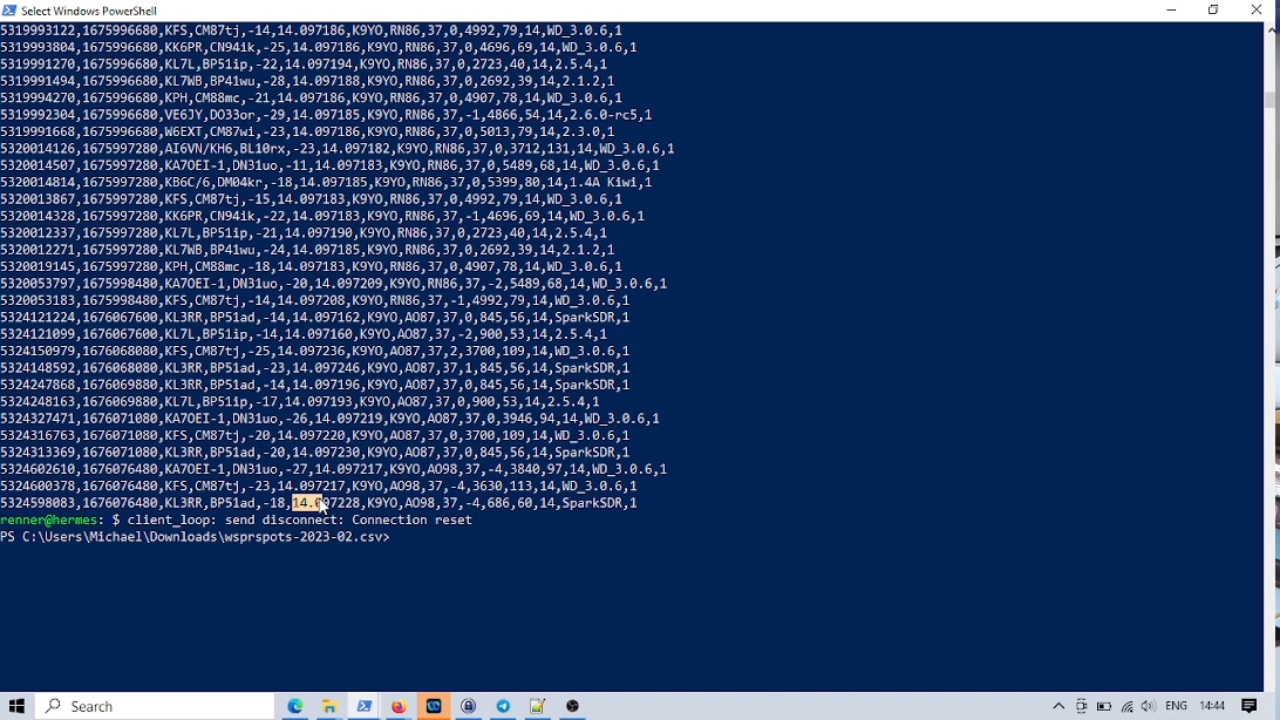 Select Windows PowerShell
5319993122,1675996680,KFS,CM87tj,-14,14.097186,K9YO,RN86,37,0,4992,79,14,WD_3.0.6,1
5319993804,1675996680,KK6PR,CN94ik,-25,14.097186,K9YO,RN86,37,0,4696,69,14,WD_3.0.6,1
5319991270,1675996680,KL7L,BP51ip,-22,14.097194,K9YO,RN86,37,0,2723,40,14,2.5.4,1
5319991494,1675996680,KL7WB,BP41wu,-28,14.097188,K9YO,RN86,37,0,2692,39,14,2.1.2,1
5319994270,1675996680,KPH,CM88mc,-21,14.097186,K9YO,RN86,37,0,4907,78,14,WD_3.0.6,1
5319992304,1675996680,VE6JY,DO33or,-29,14.097185,K9YO,RN86,37,-1,4866,54,14,2.6.0-rc5,1
5319991668,1675996680,W6EXT,CM87wi,-23,14.097186,K9YO,RN86,37,0,5013,79,14,2.3.0,1
5320014126,1675997280,AI6VN/KH6,BL10rx,-23,14.097182,K9YO,RN86,37,0,3712,131,14,WD_3.0.6,1
5320014507,1675997280,KA7OEI-1,DN31uo,-11,14.097183,K9YO,RN86,37,0,5489,68,14,WD_3.0.6,1
5320014814,1675997280,KB6C/6,DM04kr,-18,14.097185,K9YO,RN86,37,0,5399,80,14,1.4A Kiwi,1
5320013867,1675997280,KFS,CM87tj,-15,14.097183,K9YO,RN86,37,0,4992,79,14,WD_3.0.6,1
5320014328,1675997280,KK6PR,CN94ik,-22,14.097183,K9YO,RN86,37,-1,4696,69,14,WD_3.0.6,1
5320012337,1675997280,KL7L,BP51ip,-21,14.097190,K9YO,RN86,37,0,2723,40,14,2.5.4,1
5320012271,1675997280,KL7WB,BP41wu,-24,14.097185,K9YO,RN86,37,0,2692,39,14,2.1.2,1
5320019145,1675997280,KPH,CM88mc,-18,14.097183,K9YO,RN86,37,0,4907,78,14,WD_3.0.6,1
5320053797,1675998480,KA7OEI-1,DN31uo,-20,14.097209,K9YO,RN86,37,-2,5489,68,14,WD_3.0.6,1
5320053183,1675998480,KFS,CM87tj,-14,14.097208,K9YO,RN86,37,-1,4992,79,14,WD_3.0.6,1
5324121224,1676067600,KL3RR,BP51ad,-14,14.097162,K9YO,AO87,37,0,845,56,14,SparkSDR,1
5324121099,1676067600,KL7L,BP51ip,-14,14.097160,K9YO,AO87,37,-2,900,53,14,2.5.4,1
5324150979,1676068080,KFS,CM87tj,-25,14.097236,K9YO,AO87,37,2,3700,109,14,WD_3.0.6,1
5324148592,1676068080,KL3RR,BP51ad,-23,14.097246,K9YO,AO87,37,1,845,56,14,SparkSDR,1
5324247868,1676069880,KL3RR,BP51ad,-18,14.097196,K9YO,AO87,37,0,845,56,14,SparkSDR,1
5324248163,1676069880,KL7L,BP51ip,-17,14.097193,K9YO,AO87,37,0,900,53,14,2.5.4,1
5324327471,1676071080,KA7OEI-1,DN31uo,-26,14.097219,K9YO,AO87,37,0,3946,94,14,WD_3.0.6,1
5324316763,1676071080,KFS,CM87tj,-20,14.097220,K9YO,AO87,37,0,3700,109,14,WD_3.0.6,1
5324313369,1676071080,KL3RR,BP51ad,-20,14.097230,K9YO,AO87,37,0,845,56,14,SparkSDR,1
5324602610,1676076480,KA7OEI-1,DN31uo,-27,14.097217,K9YO,AO98,37,-4,3840,97,14,WD_3.0.6,1
5324600378,1676076480,KFS,CM87tj,-23,14.097217,K9YO,AO98,37,-4,3630,113,14,WD_3.0.6,1
5324598083,1676076480,KL3RR,BP51ad,-18,14.097228,K9YO,AO98,37,-4,686,60,14,SparkSDR,1
renner@hermes: $ client_loop: send disconnect: Connection reset
PS C:\Users\Michael\Downloads\wsprspots-2023-02.csv>
Search
ENG
14:44